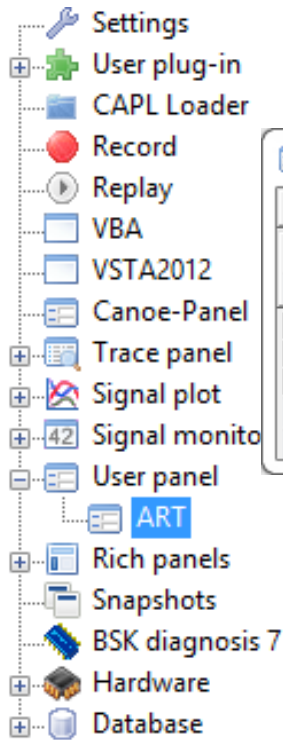 Settings
User plug-in
CAPL Loader
Record
Replay
VBA
VSTA2012
Canoe-Panel
Trace panel
Signal plot
42 Signal monito
User panel
ART
Rich panels
Snapshots
BSK diagnosis 7
Hardware
Database